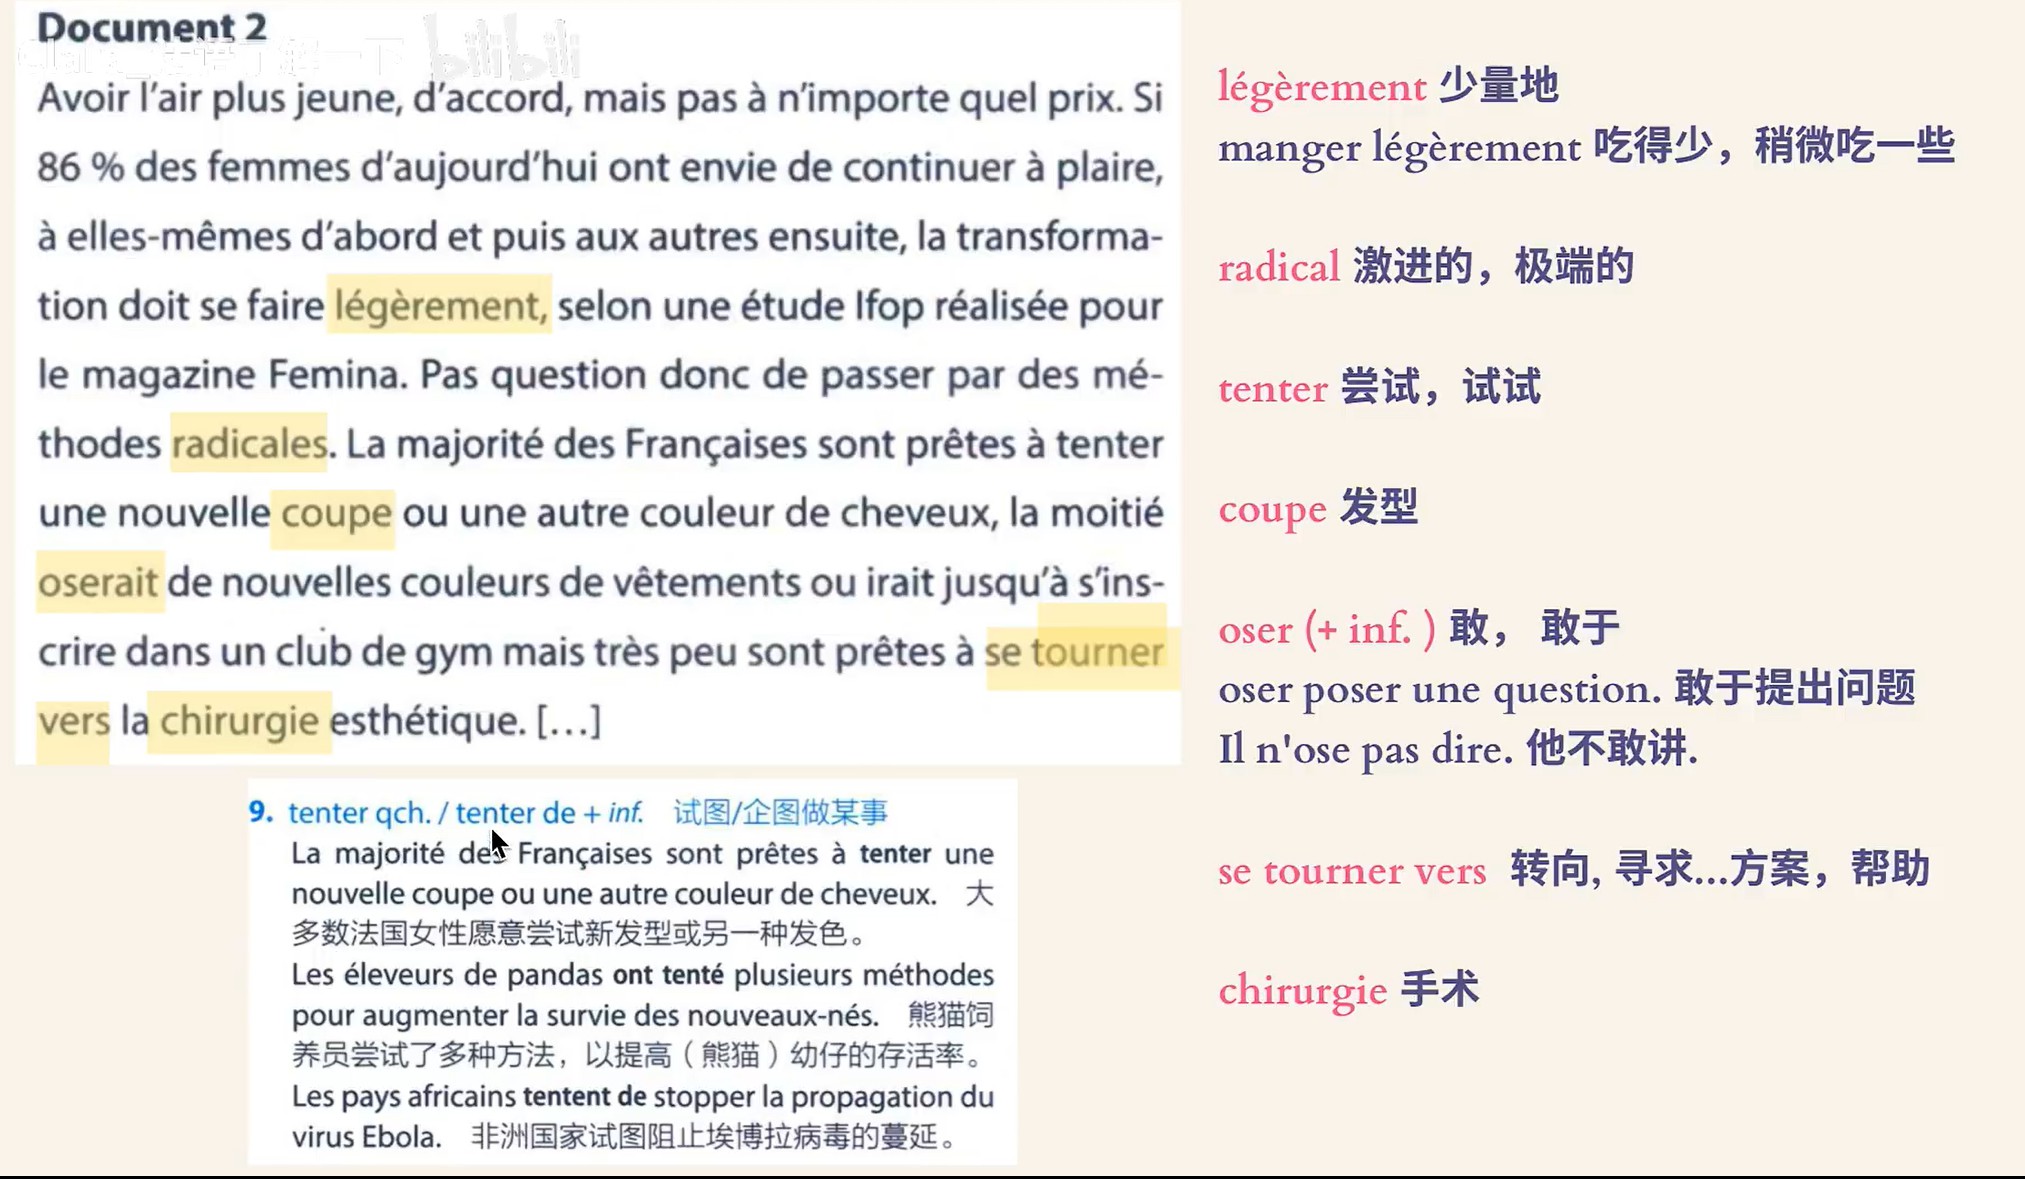 Document 2
bilibili
Avoir l'air plus jeune, d'accord, mais pas à n'importe quel prix. Si
86 % des femmes d'aujourd'hui ont envie de continuer à plaire,
à elles-mêmes d'abord et puis aux autres ensuite, la transforma-
tion doit se faire légèrement, selon une étude Ifop réalisée pour
le magazine Femina. Pas question donc de passer par des mé-
thodes radicales. La majorité des Françaises sont prêtes à tenter
une nouvelle coupe ou une autre couleur de cheveux, la moitié
oserait de nouvelles couleurs de vêtements ou irait jusqu'à s'ins-
crire dans un club de gym mais très peu sont prêtes à se tourner
vers la chirurgie esthétique. […]
9. tenter qch. / tenter de + inf. 试图/企图做某事
La majorité des Françaises sont prêtes à tenter une
nouvelle coupe ou une autre couleur de cheveux. 大
多数法国女性愿意尝试新发型或另一种发色。
Les éleveurs de pandas ont tenté plusieurs méthodes
pour augmenter la survie des nouveaux-nés. 熊猫饲
养员尝试了多种方法，以提高（熊猫）幼仔的存活率。
Les pays africains tentent de stopper la propagation du
virus Ebola. 非洲国家试图阻止埃博拉病毒的蔓延。
légèrement 少量地
manger légèrement 吃得少，稍微吃一些
radical 激进的，极端的
tenter 尝试，试试
coupe 发型
oser (+ inf. ) 敢， 敢于
oser poser une question. 敢于提出问题
Il n'ose pas dire. 他不敢讲.
se tourner vers 转向, 寻求...方案，帮助
chirurgie 手术